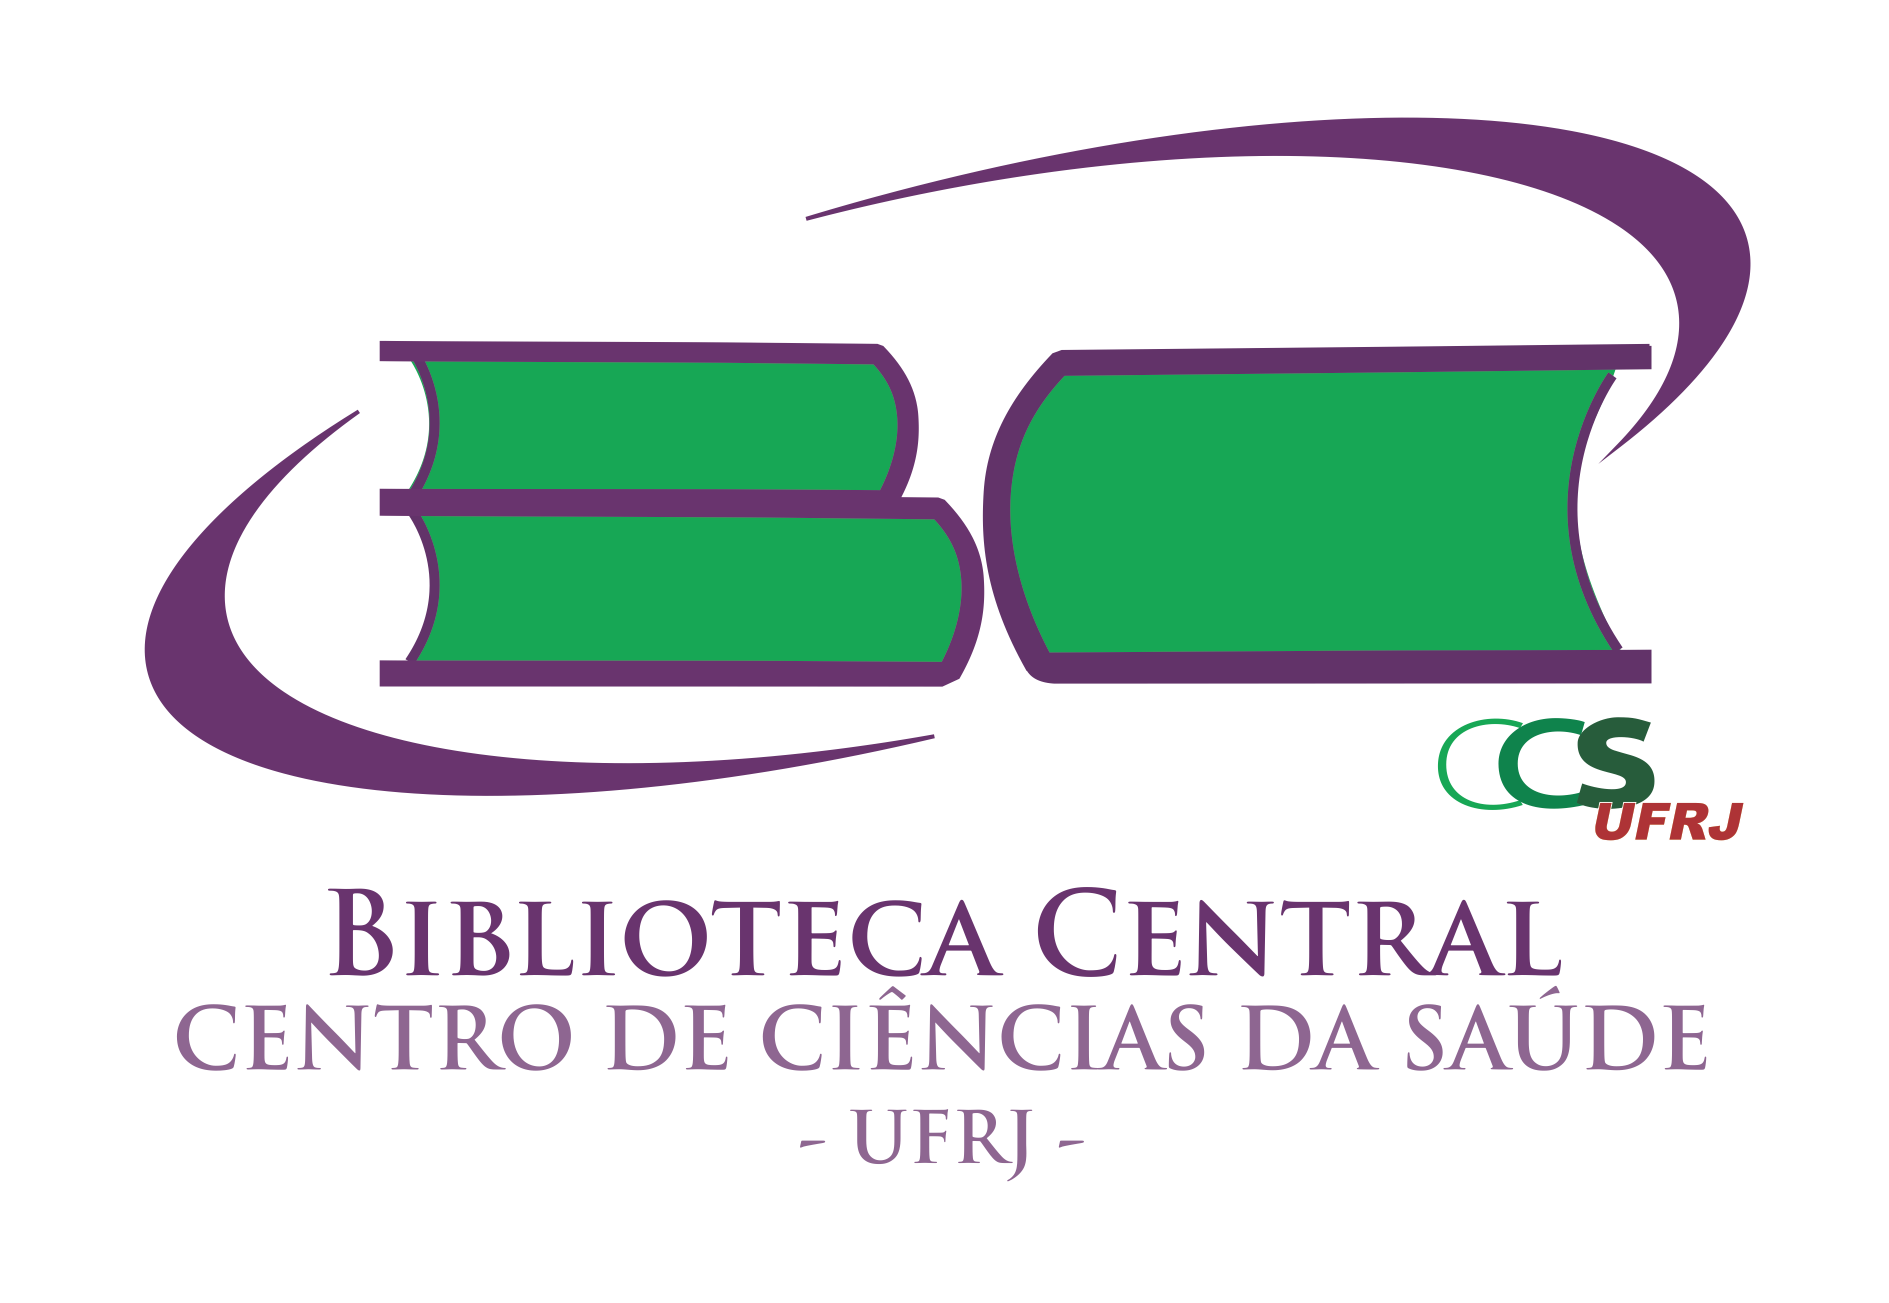 CCS
UFRJ
BIBLIOTECA CENTRAL
CENTRO DE CIÊNCIAS DA SAÚDE
- UFRJ -